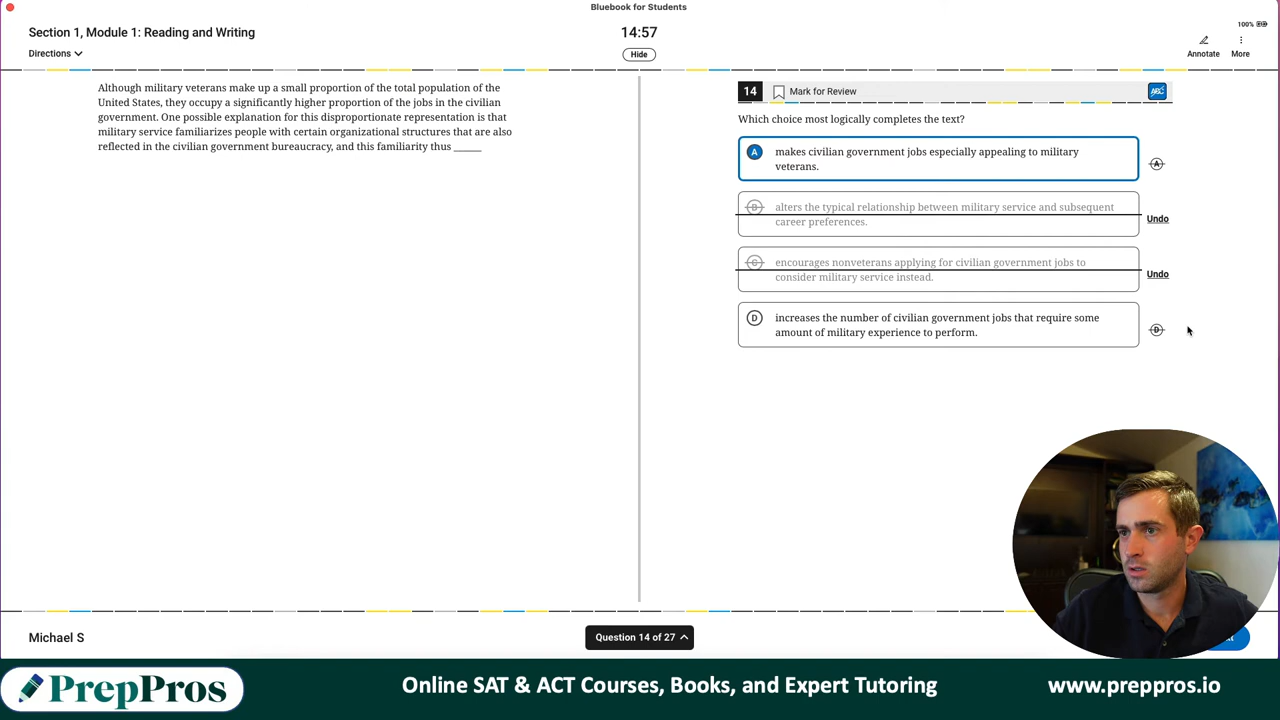 Bluebook for Students
Section 1, Module 1: Reading and Writing
14:57
100%
Directions
Hide
Annotate
More
Although military veterans make up a small proportion of the total population of the
United States, they occupy a significantly higher proportion of the jobs in the civilian
government. One possible explanation for this disproportionate representation is that
military service familiarizes people with certain organizational structures that are also
reflected in the civilian government bureaucracy, and this familiarity thus ______
14
Mark for Review
ABC
Which choice most logically completes the text?
A
makes civilian government jobs especially appealing to military
veterans.
A
B
alters the typical relationship between military service and subsequent
career preferences.
Undo
C
encourages nonveterans applying for civilian government jobs to
consider military service instead.
Undo
D
increases the number of civilian government jobs that require some
amount of military experience to perform.
D
Michael S
Question 14 of 27
PrepPros
Online SAT & ACT Courses, Books, and Expert Tutoring
www.preppros.io